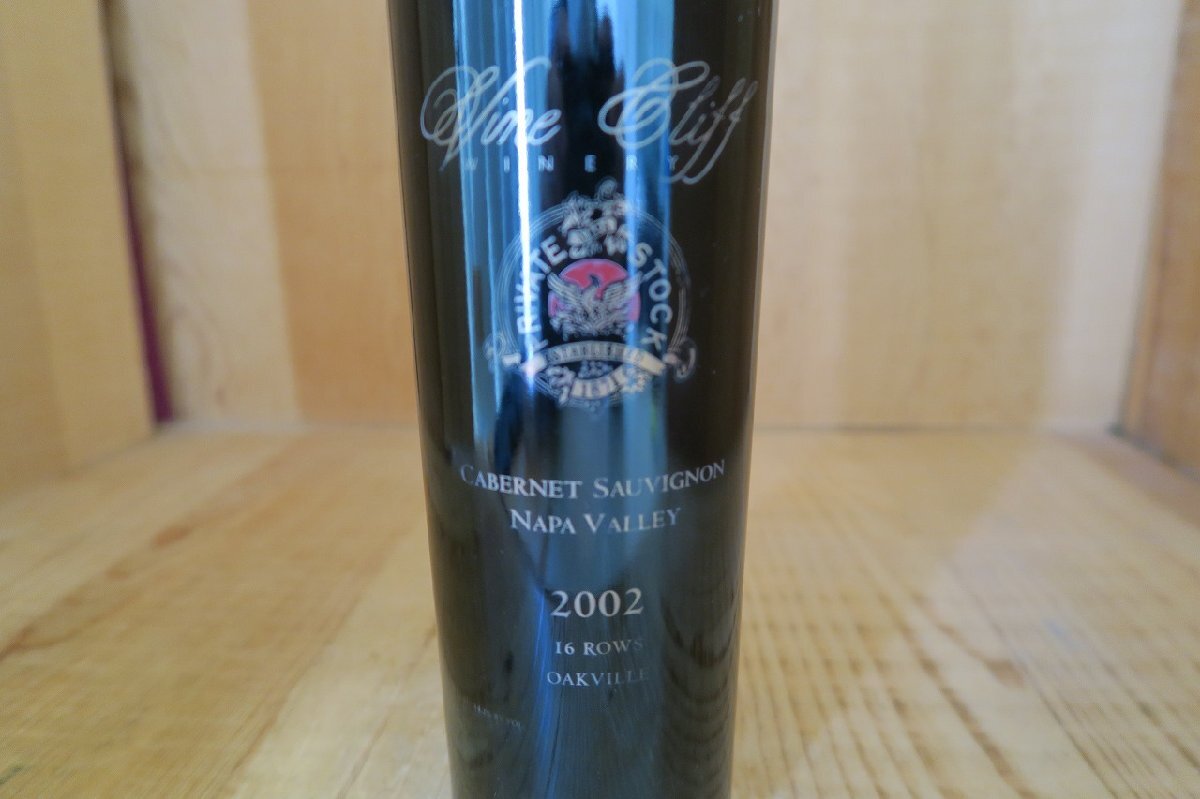 Vine Cliff
WINERY
PRIVATE STOCK
CABERNET SAUVIGNON
NAPA VALLEY
2002
16 ROWS
OAKVILLE